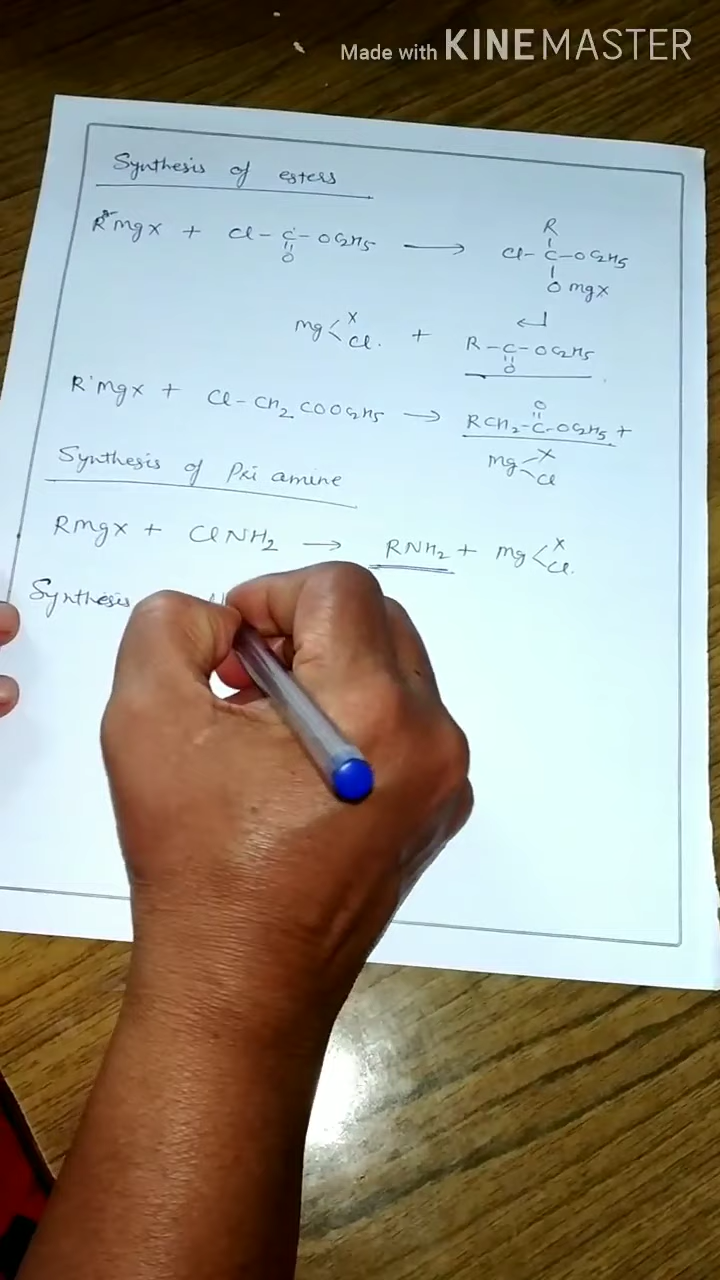 Made with KINEMASTER
Synthesis of esters
R Mgx + Cl-C-OC2H5 → Cl-C-OC2H5
O
R
O mgx
Mg< x Cl. + R-C-OC2H5
O
R'Mgx + Cl-CH2COOC2H5 → RCH2-C-OC2H5 +
O
Mg< x Cl
Synthesis of Pri amine
RMgx + ClNH2 → RNH2 + Mg< x Cl.
Synthesis